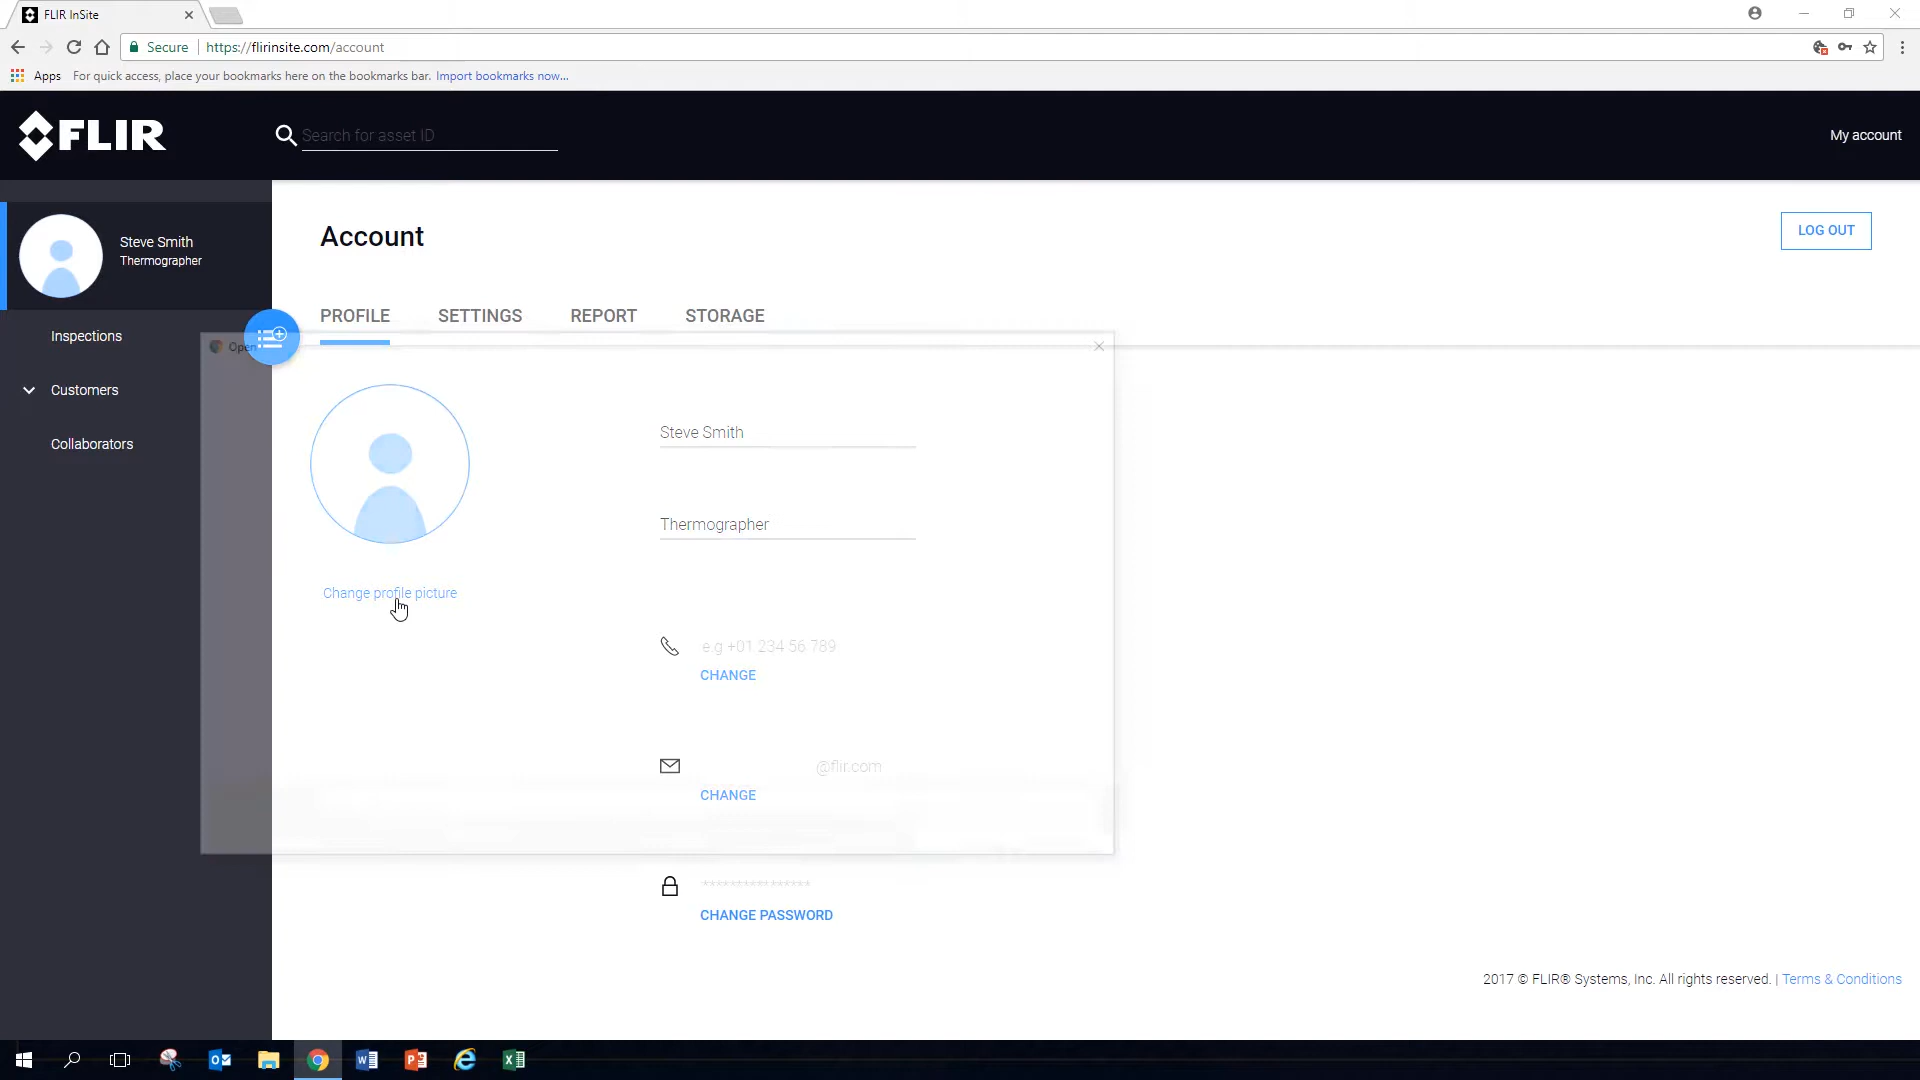 FLIR InSite
Secure https://flirinsite.com/account
Apps For quick access, place your bookmarks here on the bookmarks bar. Import bookmarks now...
FLIR
Search for asset ID
My account
Steve Smith
Thermographer
Account
LOG OUT
PROFILE SETTINGS REPORT STORAGE
Inspections
Open
Customers
Collaborators
Steve Smith
Thermographer
Change profile picture
e.g +01 234 56 789
CHANGE
@flir.com
CHANGE
****************
CHANGE PASSWORD
2017 © FLIR® Systems, Inc. All rights reserved. | Terms & Conditions